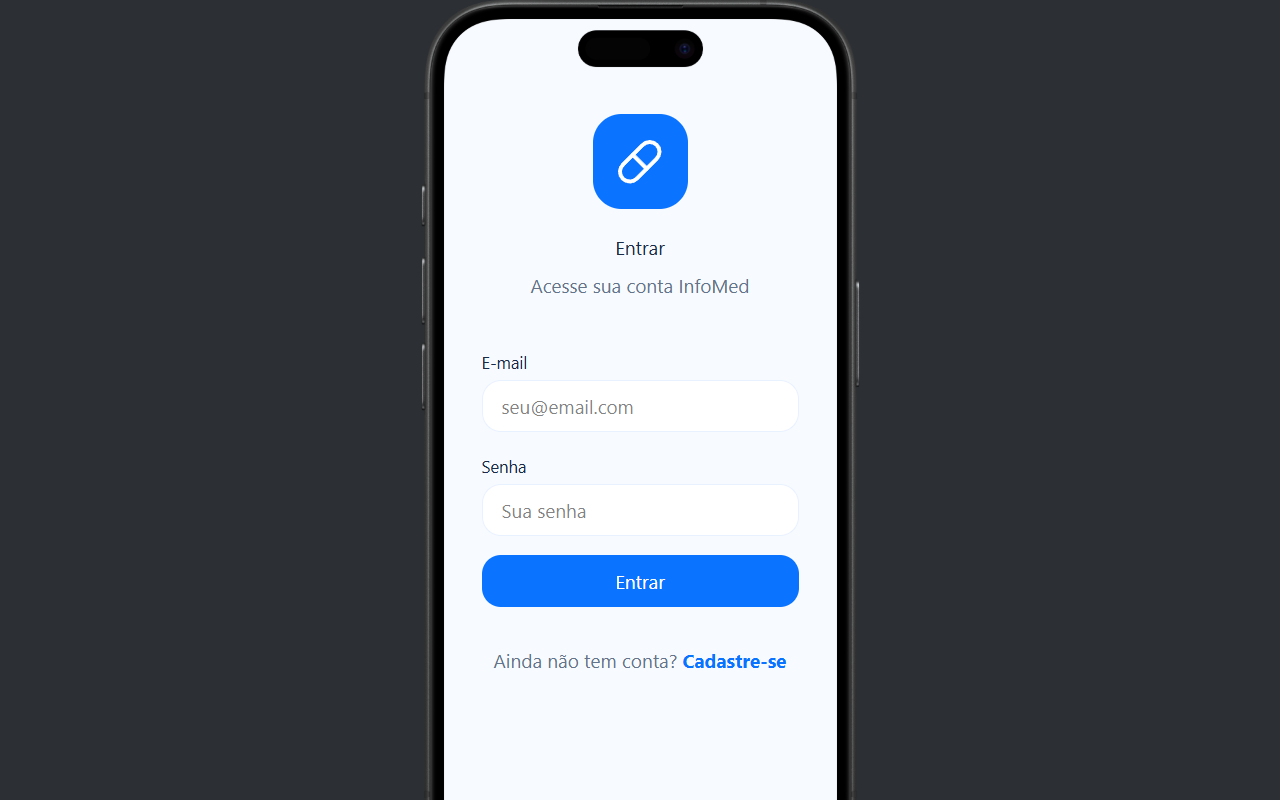 Entrar
Acesse sua conta InfoMed
E-mail
seu@email.com
Senha
Sua senha
Entrar
Ainda não tem conta? Cadastre-se